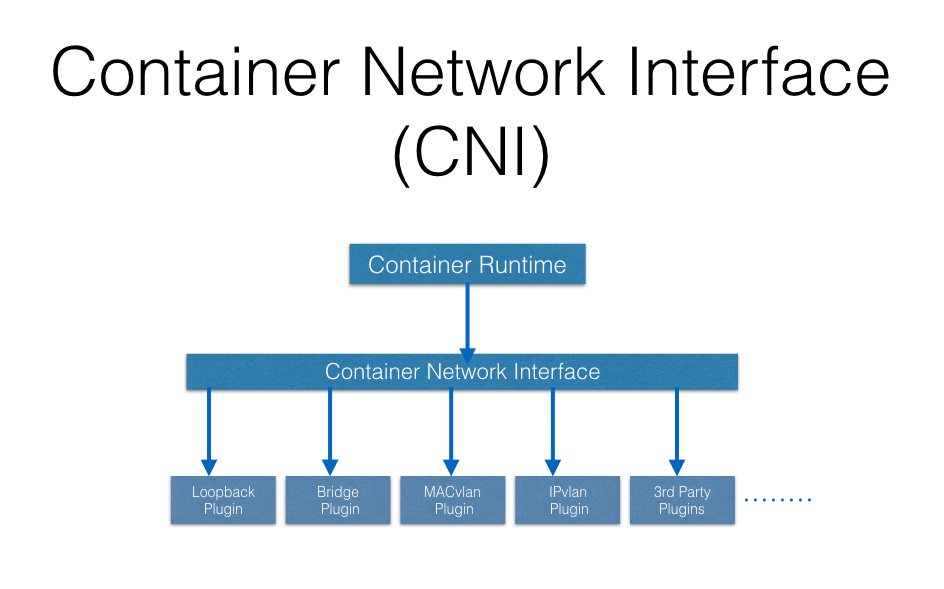 Container Network Interface
(CNI)
Container Runtime
Container Network Interface
Loopback
Plugin
Bridge
Plugin
MACvlan
Plugin
IPvlan
Plugin
3rd Party
Plugins